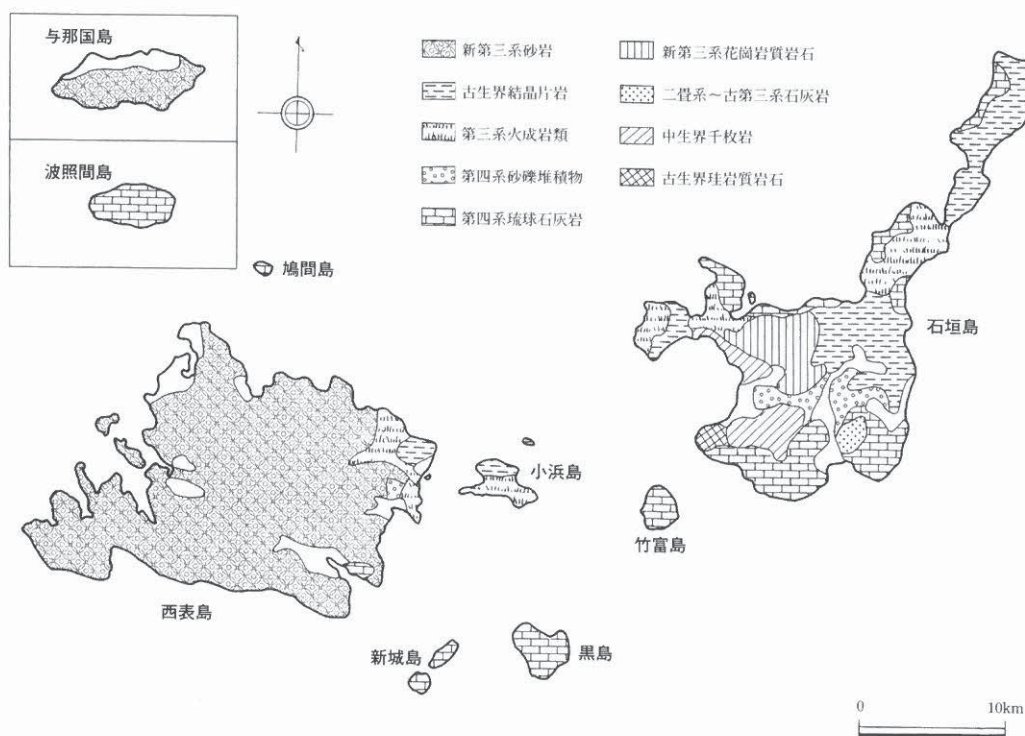 与那国島
波照間島
新第三系砂岩
古生界結晶片岩
第三系火成岩類
第四系砂礫堆積物
第四系琉球石灰岩
新第三系花崗岩質岩石
二畳系～古第三系石灰岩
中生界千枚岩
古生界珪岩質岩石
鳩間島
石垣島
小浜島
竹富島
西表島
新城島
黒島
0 10km